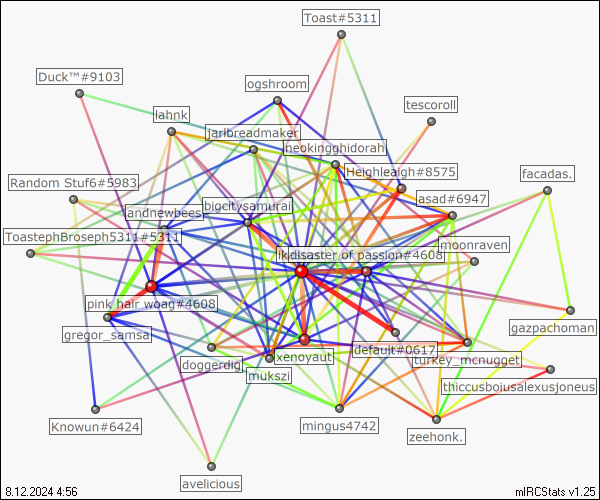 Toast#5311
Duck™#9103
ogshroom
tescoroll
lahnk
jarlbreadmaker
neokingghidorah
Heighleaigh#8575
facadas.
Random Stuf6#5983
asad#6947
landnewbees
bigcitysamurai
ToastephBroseph5311#5311
moonraven
disaster of passion#4608
pink hair woag#4608
gregor_samsa
gazpachoman
default#0617
xenoyaut
turkey_mcnugget
doggerdig
mukszi
thiccusboiusalexusjoneus
Knowun#6424
mingus4742
zeehonk.
avelicious
8.12.2024 4:56
mIRCStats v1.25